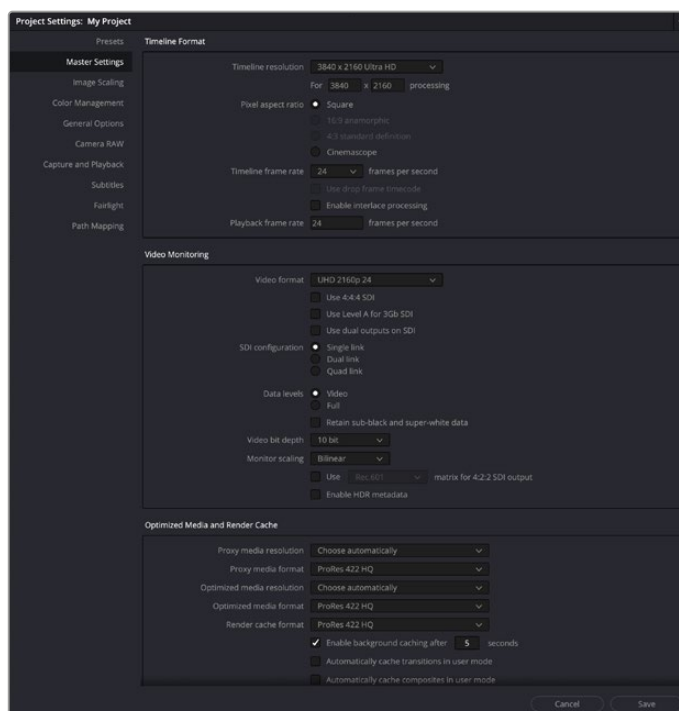 Project Settings: My Project
Presets
Master Settings
Image Scaling
Color Management
General Options
Camera RAW
Capture and Playback
Subtitles
Fairlight
Path Mapping
Timeline Format
Timeline resolution 3840 x 2160 Ultra HD
For 3840 x 2160 processing
Pixel aspect ratio Square
16:9 anamorphic
4:3 standard definition
Cinemascope
Timeline frame rate 24 frames per second
Use drop frame timecode
Enable interlace processing
Playback frame rate 24 frames per second
Video Monitoring
Video format UHD 2160p 24
Use 4:4:4 SDI
Use Level A for 3Gb SDI
Use dual outputs on SDI
SDI configuration Single link
Dual link
Quad link
Data levels Video
Full
Retain sub-black and super-white data
Video bit depth 10 bit
Monitor scaling Bilinear
Use Rec.601 matrix for 4:2:2 SDI output
Enable HDR metadata
Optimized Media and Render Cache
Proxy media resolution Choose automatically
Proxy media format ProRes 422 HQ
Optimized media resolution Choose automatically
Optimized media format ProRes 422 HQ
Render cache format ProRes 422 HQ
Enable background caching after 5 seconds
Automatically cache transitions in user mode
Automatically cache composites in user mode
Cancel Save